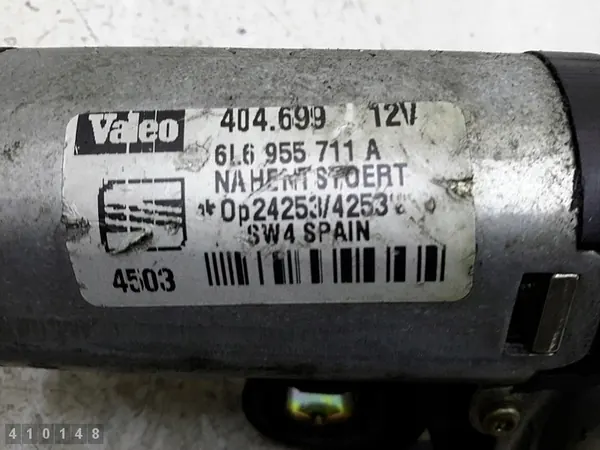 Valeo 404.699 12V
6L6 955 711 A
NAHENTSTOERT
*Op24253/4253
SW4 SPAIN
4503
410148